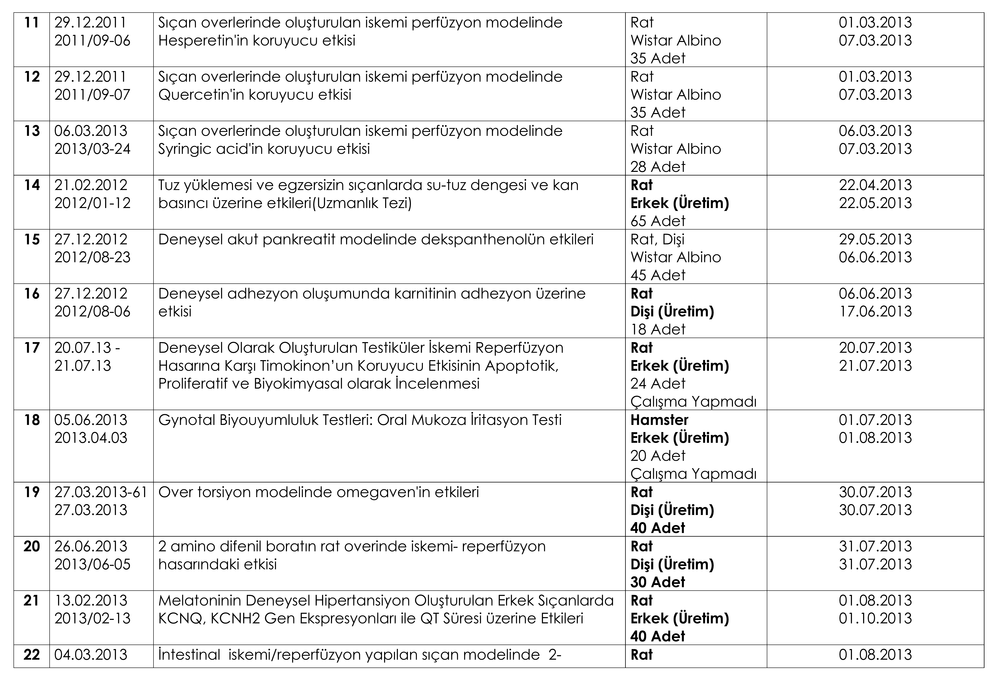 11
29.12.2011
2011/09-06
Sıçan overlerinde oluşturulan iskemi perfüzyon modelinde
Hesperetin'in koruyucu etkisi
Rat
Wistar Albino
35 Adet
01.03.2013
07.03.2013
12
29.12.2011
2011/09-07
Sıçan overlerinde oluşturulan iskemi perfüzyon modelinde
Quercetin'in koruyucu etkisi
Rat
Wistar Albino
35 Adet
01.03.2013
07.03.2013
13
06.03.2013
2013/03-24
Sıçan overlerinde oluşturulan iskemi perfüzyon modelinde
Syringic acid'in koruyucu etkisi
Rat
Wistar Albino
28 Adet
06.03.2013
07.03.2013
14
21.02.2012
2012/01-12
Tuz yüklemesi ve egzersizin sıçanlarda su-tuz dengesi ve kan
basıncı üzerine etkileri(Uzmanlık Tezi)
Rat
Erkek (Üretim)
65 Adet
22.04.2013
22.05.2013
15
27.12.2012
2012/08-23
Deneysel akut pankreatit modelinde dekspanthenolün etkileri
Rat, Dişi
Wistar Albino
45 Adet
29.05.2013
06.06.2013
16
27.12.2012
2012/08-06
Deneysel adhezyon oluşumunda karnitinin adhezyon üzerine
etkisi
Rat
Dişi (Üretim)
18 Adet
06.06.2013
17.06.2013
17
20.07.13 -
21.07.13
Deneysel Olarak Oluşturulan Testiküler İskemi Reperfüzyon
Hasarına Karşı Timokinon’un Koruyucu Etkisinin Apoptotik,
Proliferatif ve Biyokimyasal olarak İncelenmesi
Rat
Erkek (Üretim)
24 Adet
Çalışma Yapmadı
20.07.2013
21.07.2013
18
05.06.2013
2013.04.03
Gynotal Biyouyumluluk Testleri: Oral Mukoza İritasyon Testi
Hamster
Erkek (Üretim)
20 Adet
Çalışma Yapmadı
01.07.2013
01.08.2013
19
27.03.2013-61
27.03.2013
Over torsiyon modelinde omegaven'in etkileri
Rat
Dişi (Üretim)
40 Adet
30.07.2013
30.07.2013
20
26.06.2013
2013/06-05
2 amino difenil boratın rat overinde iskemi- reperfüzyon
hasarındaki etkisi
Rat
Dişi (Üretim)
30 Adet
31.07.2013
31.07.2013
21
13.02.2013
2013/02-13
Melatoninin Deneysel Hipertansiyon Oluşturulan Erkek Sıçanlarda
KCNQ, KCNH2 Gen Ekspresyonları ile QT Süresi üzerine Etkileri
Rat
Erkek (Üretim)
40 Adet
01.08.2013
01.10.2013
22
04.03.2013
İntestinal  iskemi/reperfüzyon yapılan sıçan modelinde  2-
Rat
01.08.2013